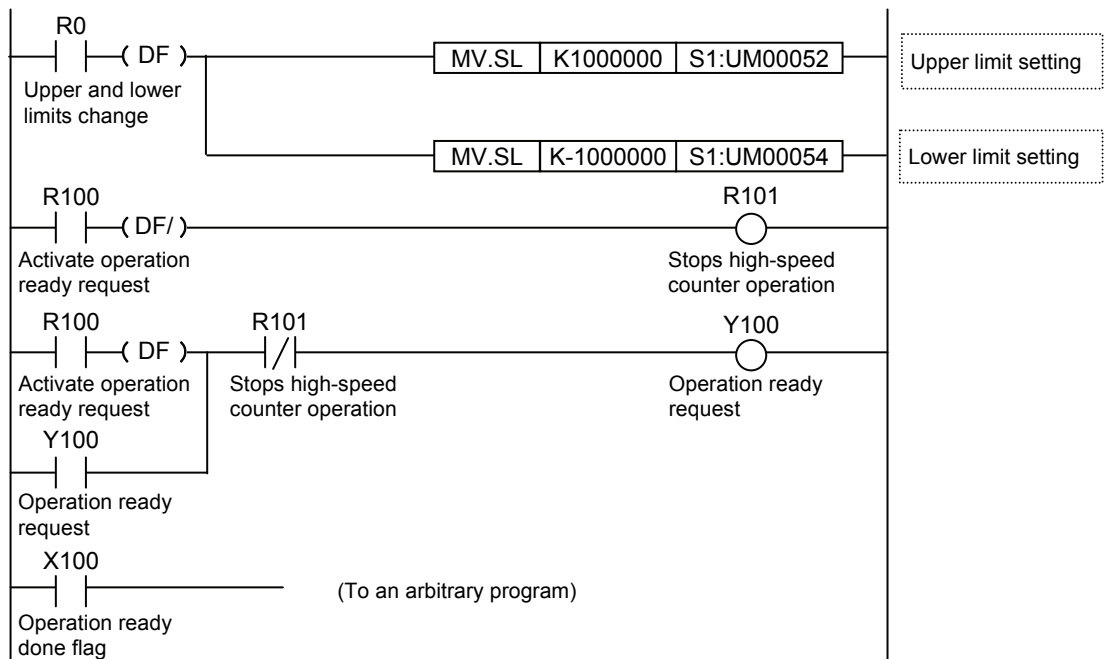 R0
( DF ) MV.SL K1000000 S1:UM00052 Upper limit setting
Upper and lower
limits change
MV.SL K-1000000 S1:UM00054 Lower limit setting
R100 R101
( DF/ )
Activate operation
ready request
Stops high-speed
counter operation
R100 R101 Y100
( DF )
Activate operation
ready request
Stops high-speed
counter operation
Operation ready
request
Y100
Operation ready
request
X100
(To an arbitrary program)
Operation ready
done flag